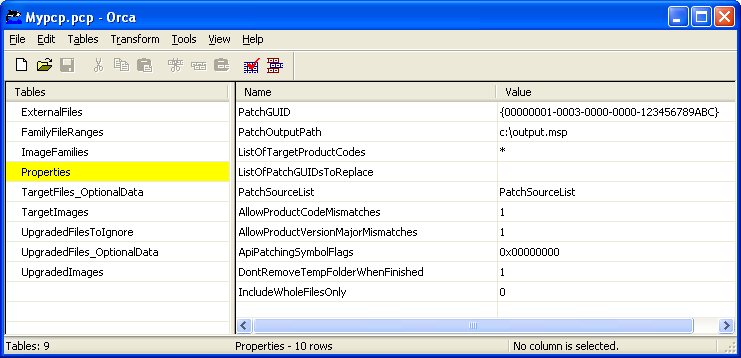 Mypcp.pcp - Orca
File Edit Tables Transform Tools View Help
Tables Name Value
ExternalFiles PatchGUID {00000001-0003-0000-0000-123456789ABC}
FamilyFileRanges PatchOutputPath c:\output.msp
ImageFamilies ListOfTargetProductCodes *
Properties ListOfPatchGUIDsToReplace
TargetFiles_OptionalData PatchSourceList PatchSourceList
TargetImages AllowProductCodeMismatches 1
UpgradedFilesToIgnore AllowProductVersionMajorMismatches 1
UpgradedFiles_OptionalData ApiPatchingSymbolFlags 0x00000000
UpgradedImages DontRemoveTempFolderWhenFinished 1
IncludeWholeFilesOnly 0
Tables: 9 Properties - 10 rows No column is selected.